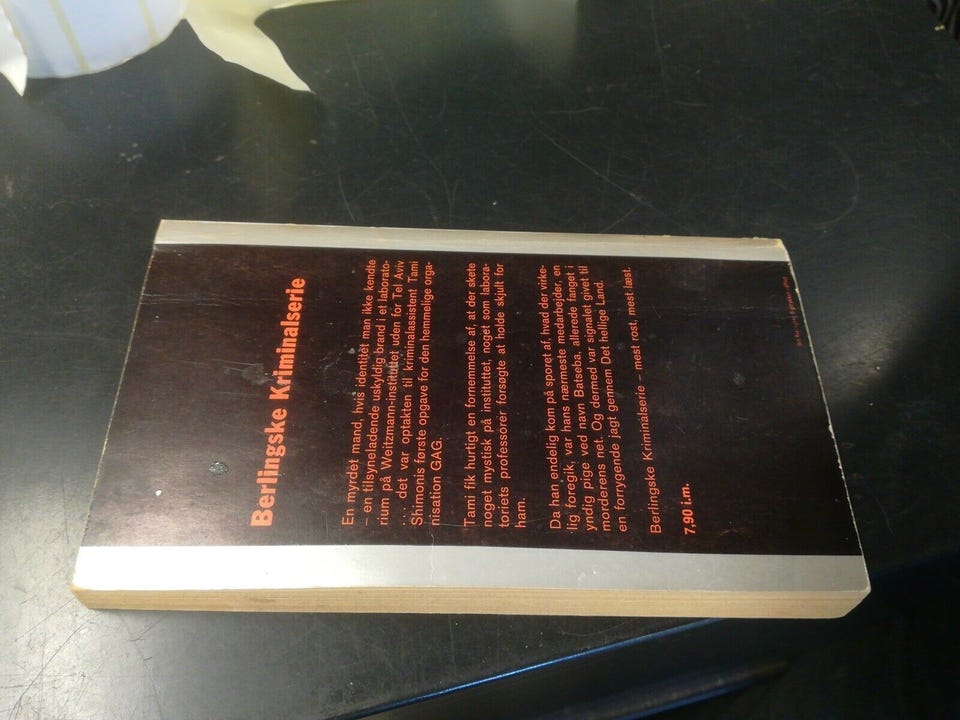 Berlingske Kriminalserie
En myrdet mand, hvis identitet man ikke kendte
– en tilsyneladende uskyldig brand i et laborato-
rium på Weitzmann-instituttet uden for Tel Aviv
... det var optakten til kriminalassistent Tami
Shimonis første opgave for den hemmelige orga-
nisation GAG.
Tami fik hurtigt en fornemmelse af, at der skete
noget mystisk på instituttet, noget som labora-
toriets professorer forsøgte at holde skjult for
ham.
Da han endelig kom på sporet af, hvad der virke-
lig foregik, var hans nærmeste medarbejder, en
yndig pige ved navn Batseba, allerede fanget i
morderens net. Og dermed var signalet givet til
en forrygende jagt gennem Det hellige Land.
Berlingske Kriminalserie – mest rost, mest læst.
7,90 i.m.